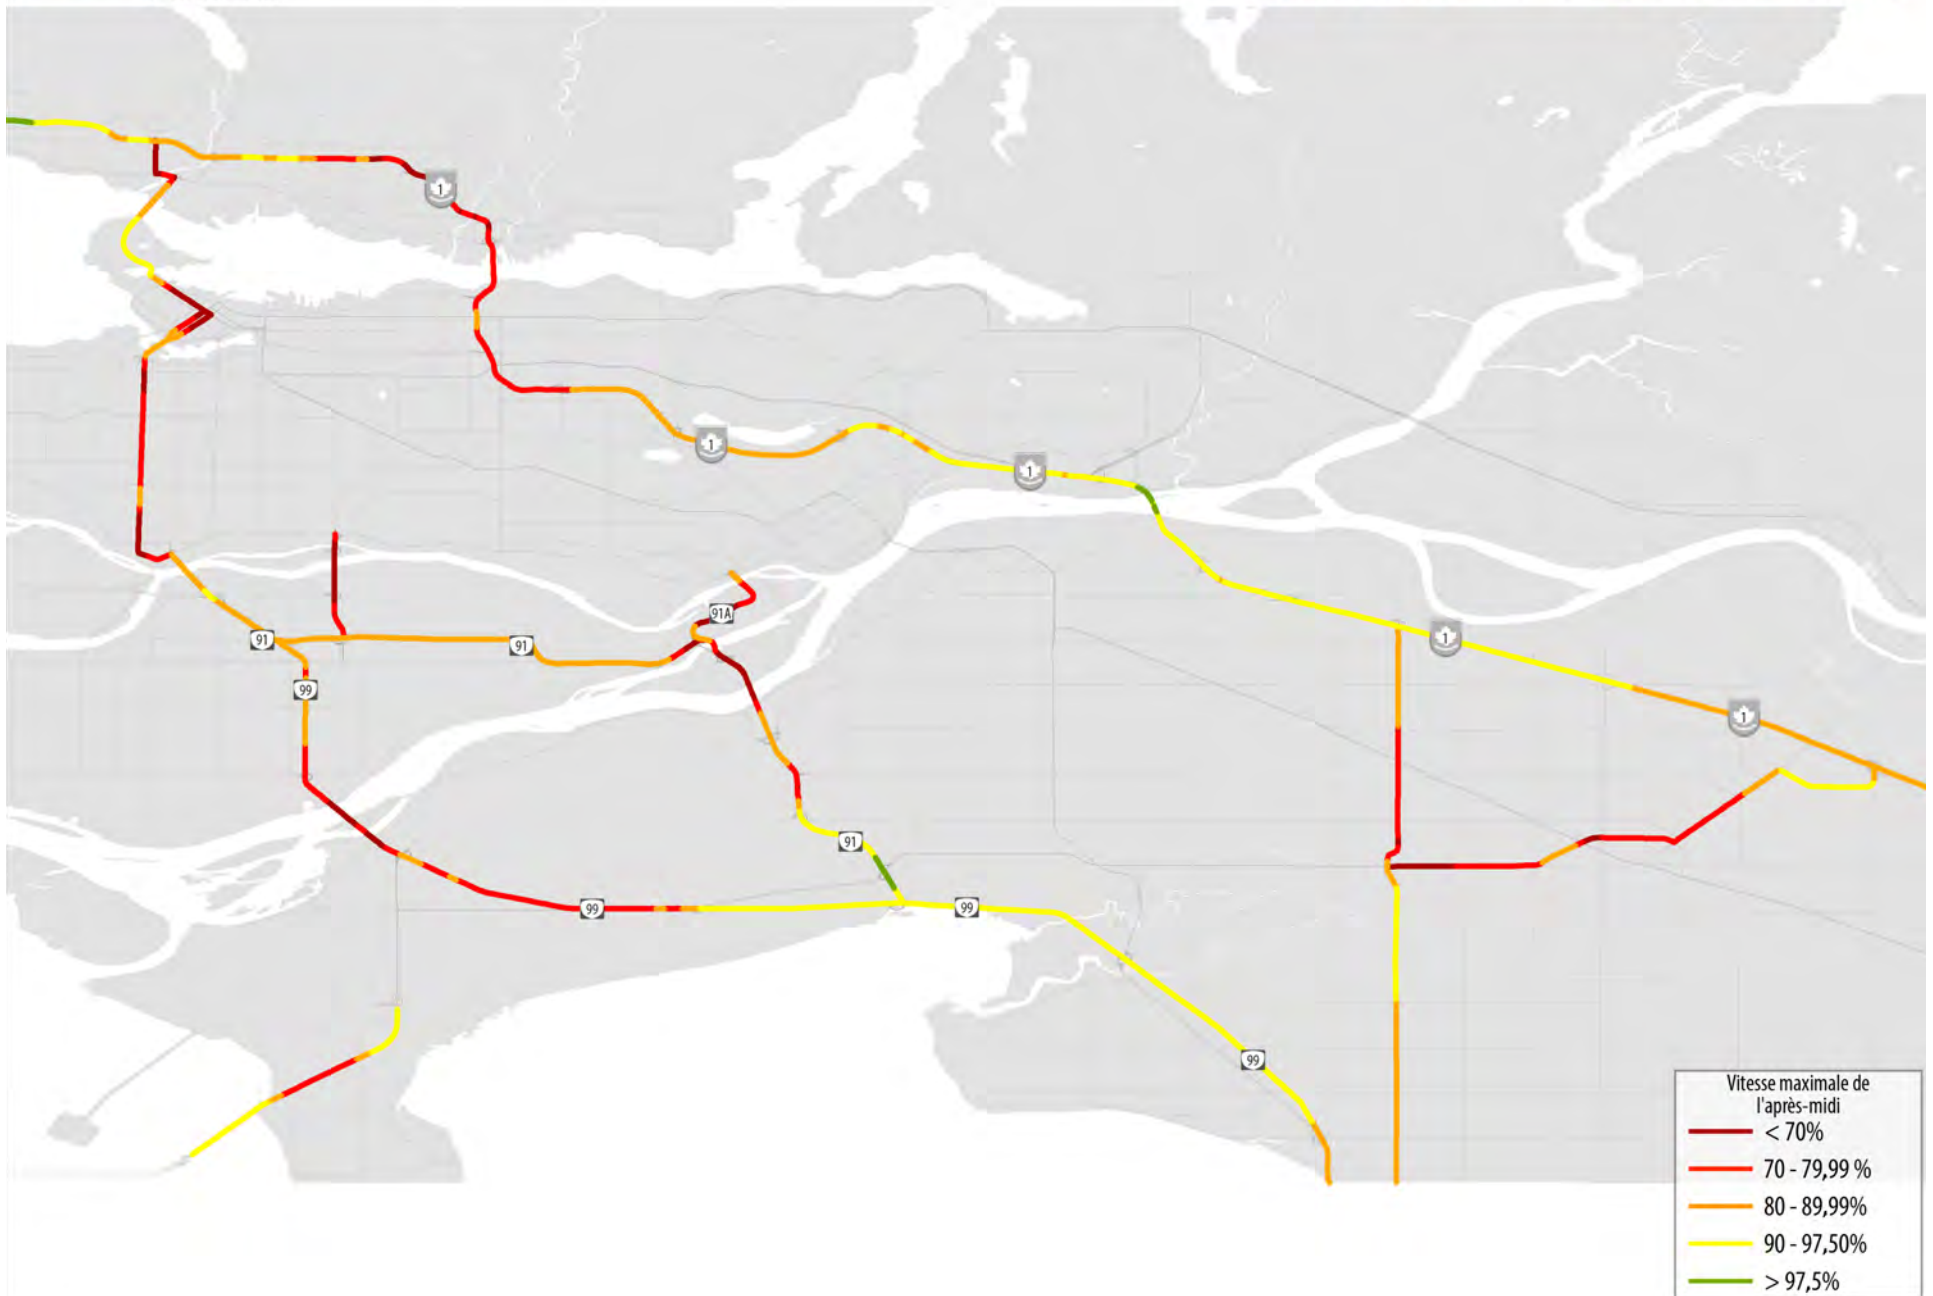 1
1
1
91A
91
91
1
99
1
91
99
99
99
Vitesse maximale de
l'après-midi
< 70%
70 - 79,99 %
80 - 89,99%
90 - 97,50%
> 97,5%